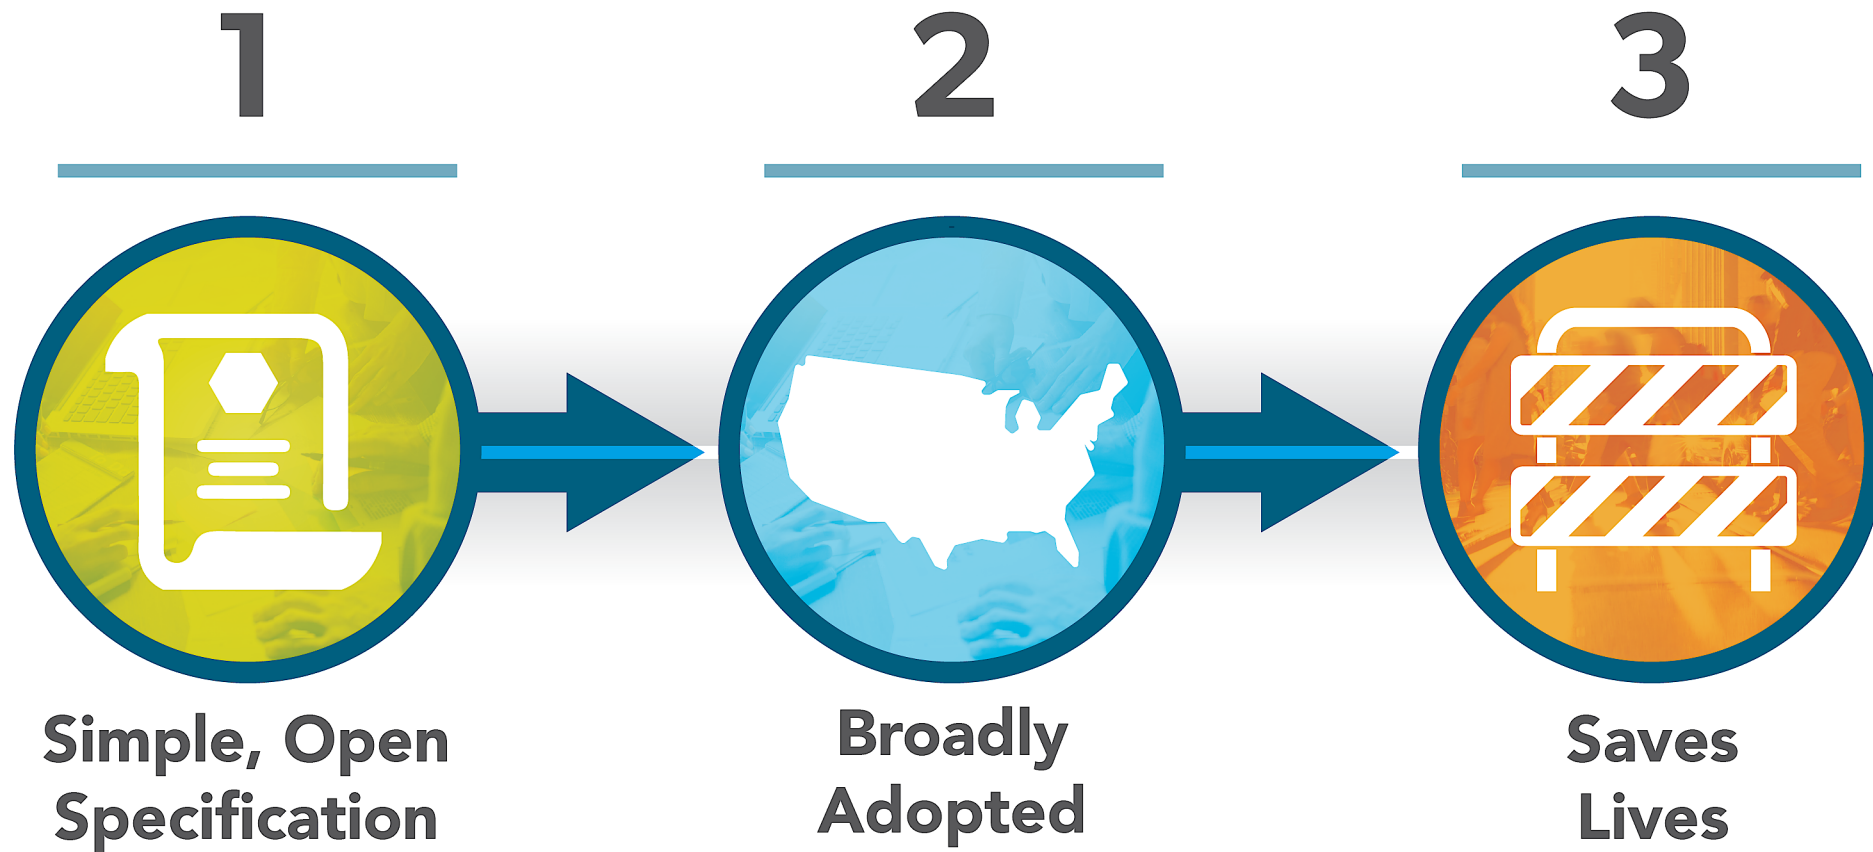 1
2
3
Simple, Open
Specification
Broadly
Adopted
Saves
Lives